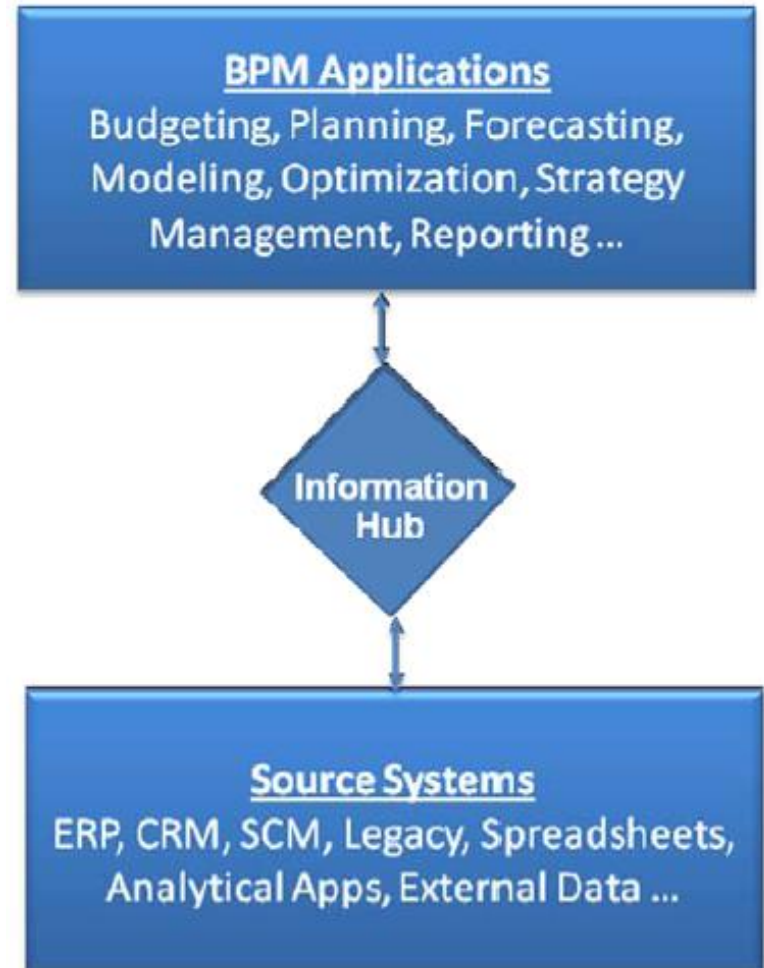 BPM Applications
Budgeting, Planning, Forecasting,
Modeling, Optimization, Strategy
Management, Reporting ...
Information
Hub
Source Systems
ERP, CRM, SCM, Legacy, Spreadsheets,
Analytical Apps, External Data ...